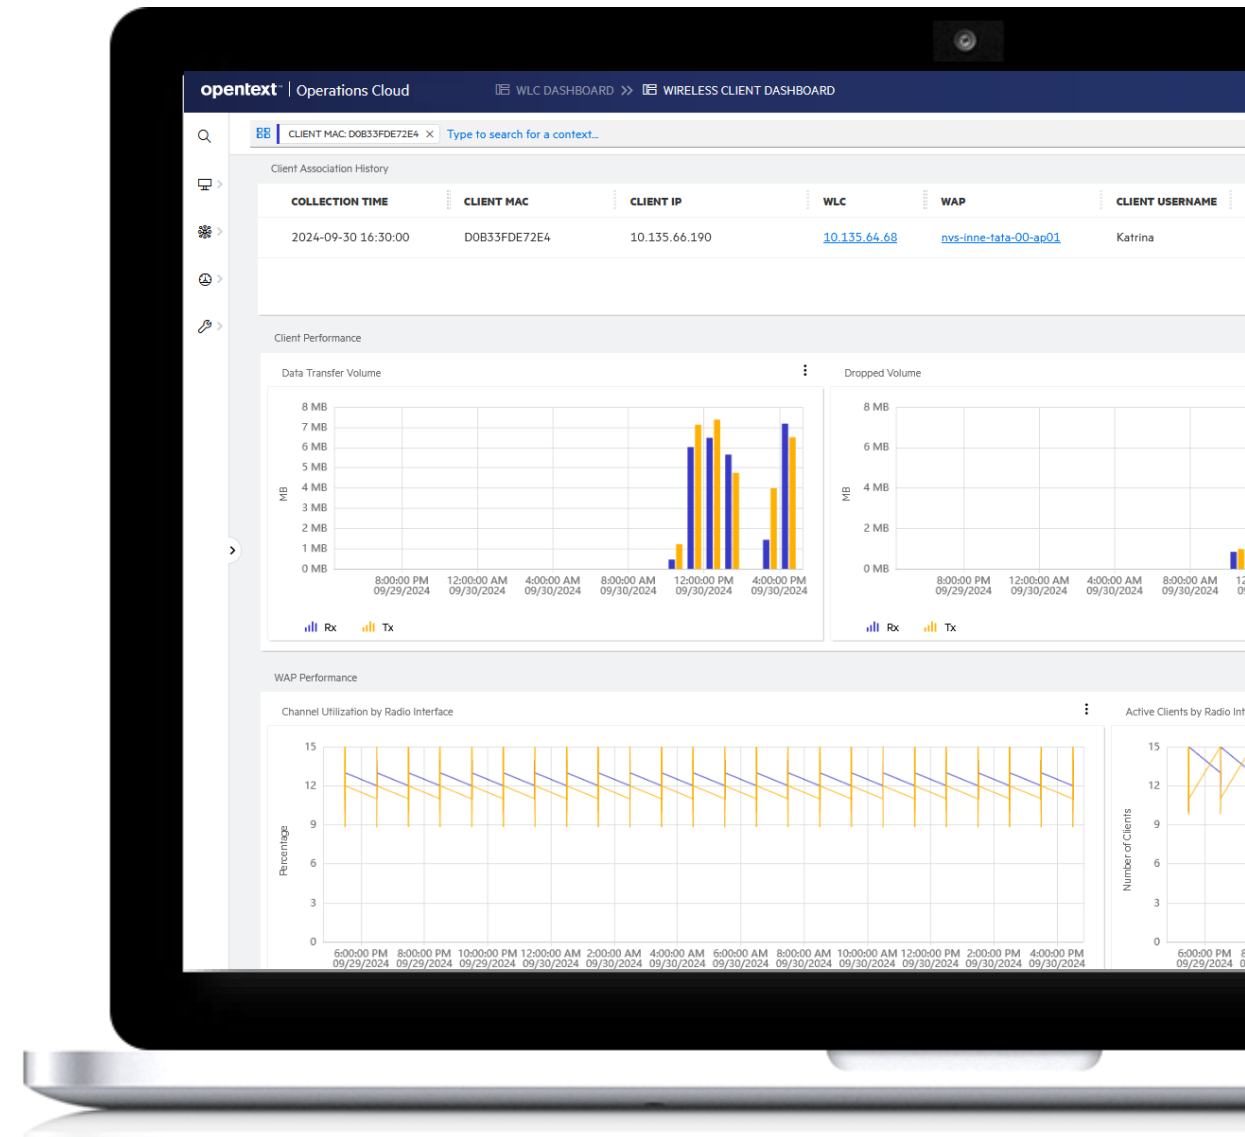 opentext™ | Operations Cloud
WLC DASHBOARD >> WIRELESS CLIENT DASHBOARD
CLIENT MAC: D0B33FDE72E4 × Type to search for a context...
Client Association History
COLLECTION TIME CLIENT MAC CLIENT IP WLC WAP CLIENT USERNAME
2024-09-30 16:30:00 D0B33FDE72E4 10.135.66.190 10.135.64.68 nvs-inne-tata-00-ap01 Katrina
Client Performance
Data Transfer Volume
8 MB
7 MB
6 MB
5 MB
4 MB
3 MB
2 MB
1 MB
0 MB
MB
8:00:00 PM 12:00:00 AM 4:00:00 AM 8:00:00 AM 12:00:00 PM 4:00:00 PM
09/29/2024 09/30/2024 09/30/2024 09/30/2024 09/30/2024 09/30/2024
Rx Tx
Dropped Volume
8 MB
6 MB
4 MB
2 MB
0 MB
MB
8:00:00 PM 12:00:00 AM 4:00:00 AM 8:00:00 AM
09/29/2024 09/30/2024 09/30/2024 09/30/2024
Rx Tx
WAP Performance
Channel Utilization by Radio Interface
15
12
9
6
3
0
Percentage
6:00:00 PM 8:00:00 PM 10:00:00 PM 12:00:00 AM 2:00:00 AM 4:00:00 AM 6:00:00 AM 8:00:00 AM 10:00:00 AM 12:00:00 PM 2:00:00 PM 4:00:00 PM
09/29/2024 09/29/2024 09/29/2024 09/30/2024 09/30/2024 09/30/2024 09/30/2024 09/30/2024 09/30/2024 09/30/2024 09/30/2024 09/30/2024
Active Clients by Radio Int
15
12
9
6
3
0
Number of Clients
6:00:00 PM
09/29/2024